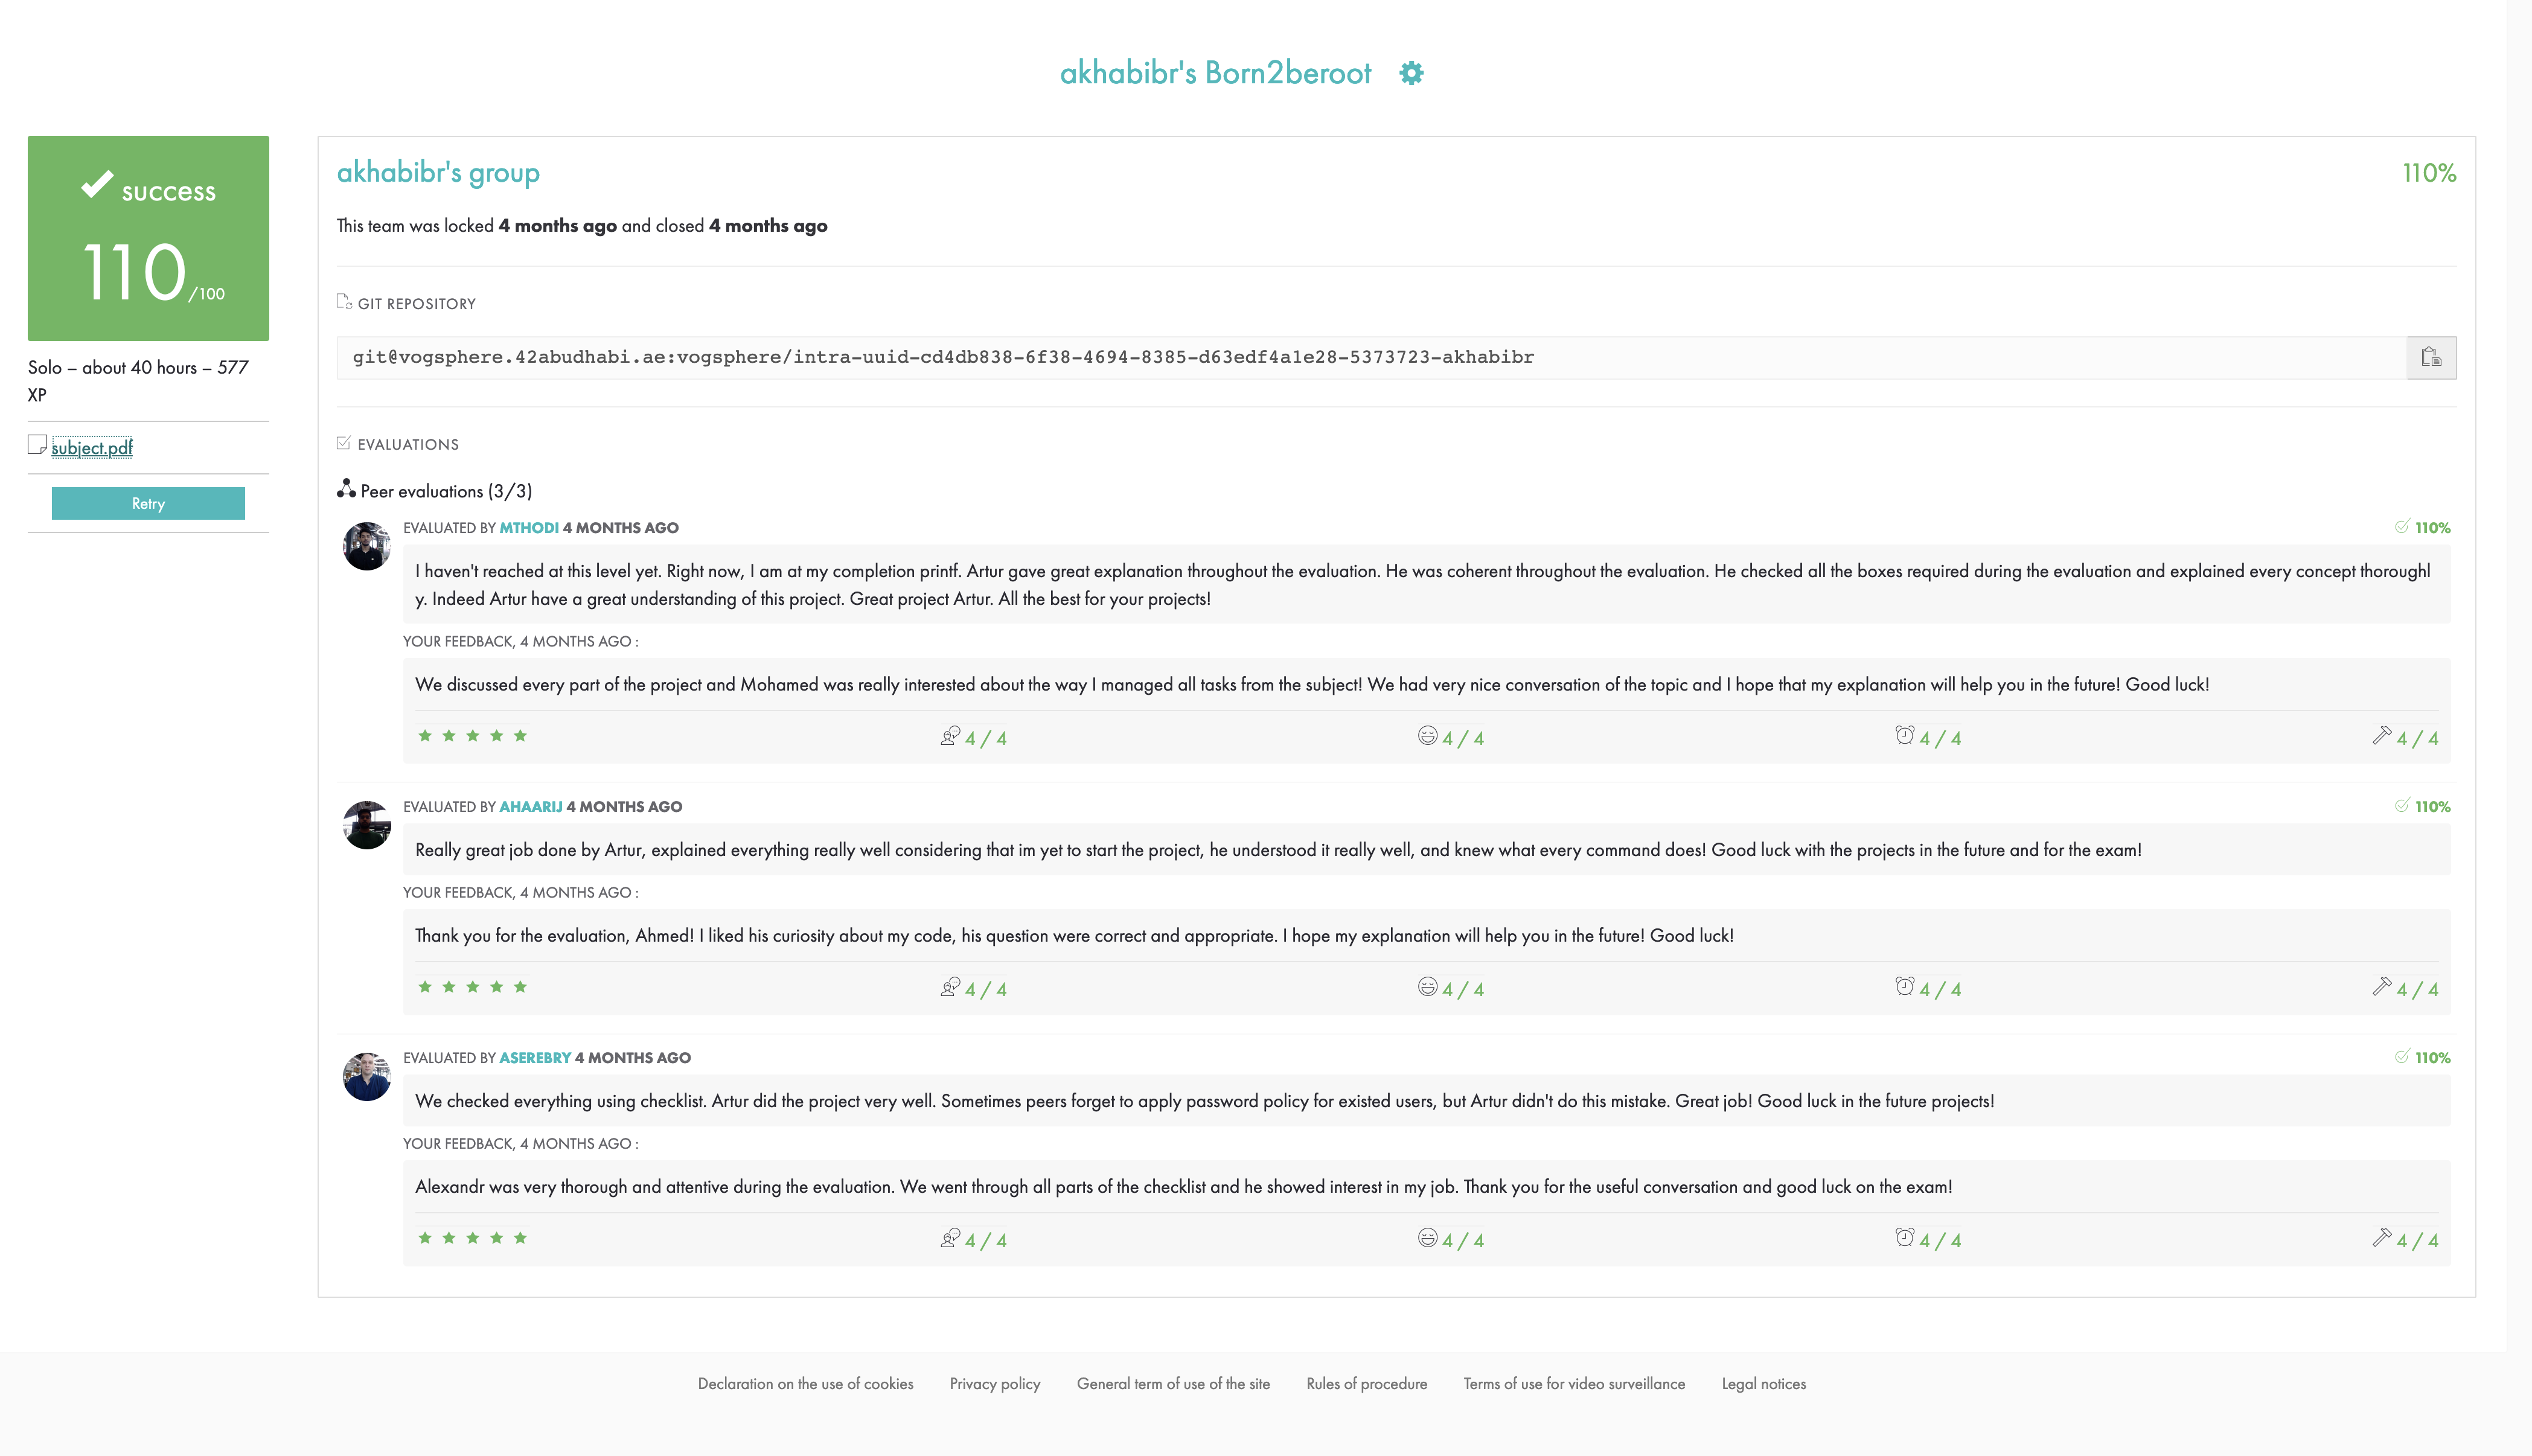 akhabibr's Born2beroot
success
110 /100
Solo – about 40 hours – 577
XP
subject.pdf
Retry
akhabibr's group
110%
This team was locked 4 months ago and closed 4 months ago
GIT REPOSITORY
git@vogsphere.42abudhabi.ae:vogsphere/intra-uuid-cd4db838-6f38-4694-8385-d63edf4a1e28-5373723-akhabibr
EVALUATIONS
Peer evaluations (3/3)
EVALUATED BY MTHODI 4 MONTHS AGO
110%
I haven't reached at this level yet. Right now, I am at my completion printf. Artur gave great explanation throughout the evaluation. He was coherent throughout the evaluation. He checked all the boxes required during the evaluation and explained every concept thoroughl
y. Indeed Artur have a great understanding of this project. Great project Artur. All the best for your projects!
YOUR FEEDBACK, 4 MONTHS AGO :
We discussed every part of the project and Mohamed was really interested about the way I managed all tasks from the subject! We had very nice conversation of the topic and I hope that my explanation will help you in the future! Good luck!
4 / 4 4 / 4 4 / 4 4 / 4
EVALUATED BY AHAARIJ 4 MONTHS AGO
110%
Really great job done by Artur, explained everything really well considering that im yet to start the project, he understood it really well, and knew what every command does! Good luck with the projects in the future and for the exam!
YOUR FEEDBACK, 4 MONTHS AGO :
Thank you for the evaluation, Ahmed! I liked his curiosity about my code, his question were correct and appropriate. I hope my explanation will help you in the future! Good luck!
4 / 4 4 / 4 4 / 4 4 / 4
EVALUATED BY ASEREBRY 4 MONTHS AGO
110%
We checked everything using checklist. Artur did the project very well. Sometimes peers forget to apply password policy for existed users, but Artur didn't do this mistake. Great job! Good luck in the future projects!
YOUR FEEDBACK, 4 MONTHS AGO :
Alexandr was very thorough and attentive during the evaluation. We went through all parts of the checklist and he showed interest in my job. Thank you for the useful conversation and good luck on the exam!
4 / 4 4 / 4 4 / 4 4 / 4
Declaration on the use of cookies Privacy policy General term of use of the site Rules of procedure Terms of use for video surveillance Legal notices